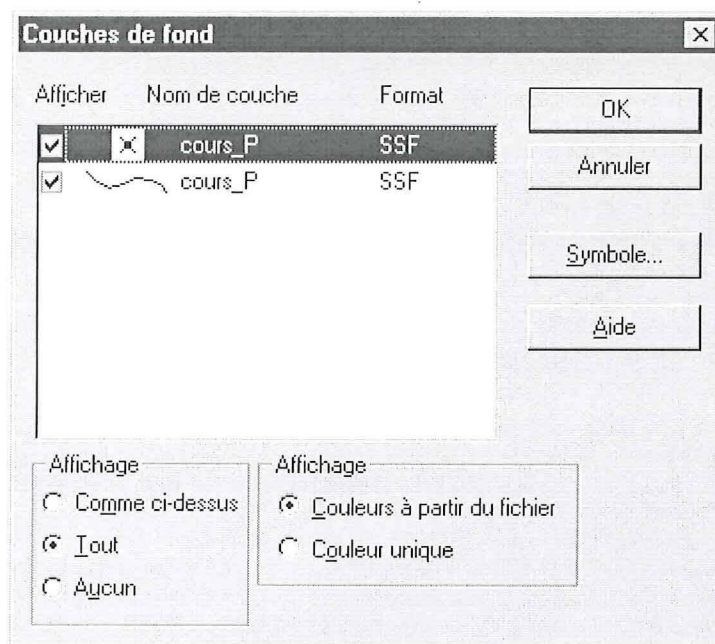 Couches de fond
Afficher Nom de couche Format
cours_P SSF
cours_P SSF
OK
Annuler
Symbole...
Aide
Affichage
Comme ci-dessus
Tout
Aucun
Affichage
Couleurs à partir du fichier
Couleur unique